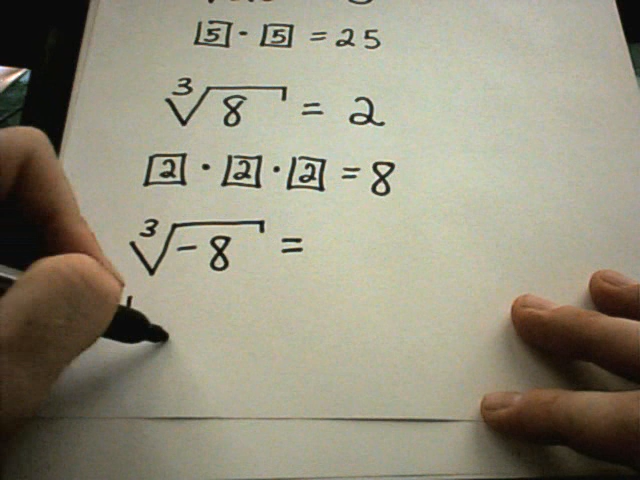 5 · 5 = 25
∛8 = 2
2 · 2 · 2 = 8
∛-8 =